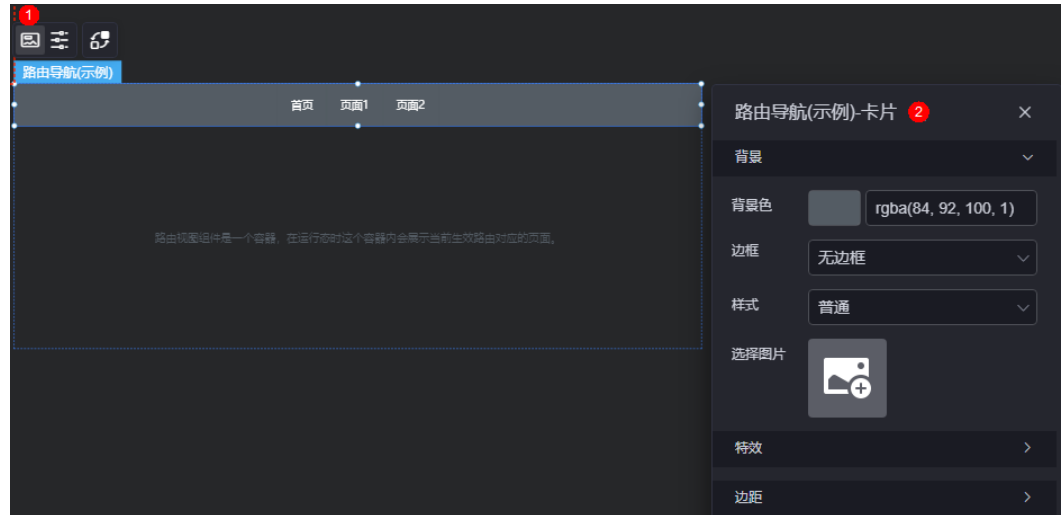 1
路由导航(示例)
首页 页面1 页面2
路由视图组件是一个容器，在运行态时这个容器内会展示当前生效路由对应的页面。
路由导航(示例)-卡片 2
背景
背景色 rgba(84, 92, 100, 1)
边框 无边框
样式 普通
选择图片
特效
边距